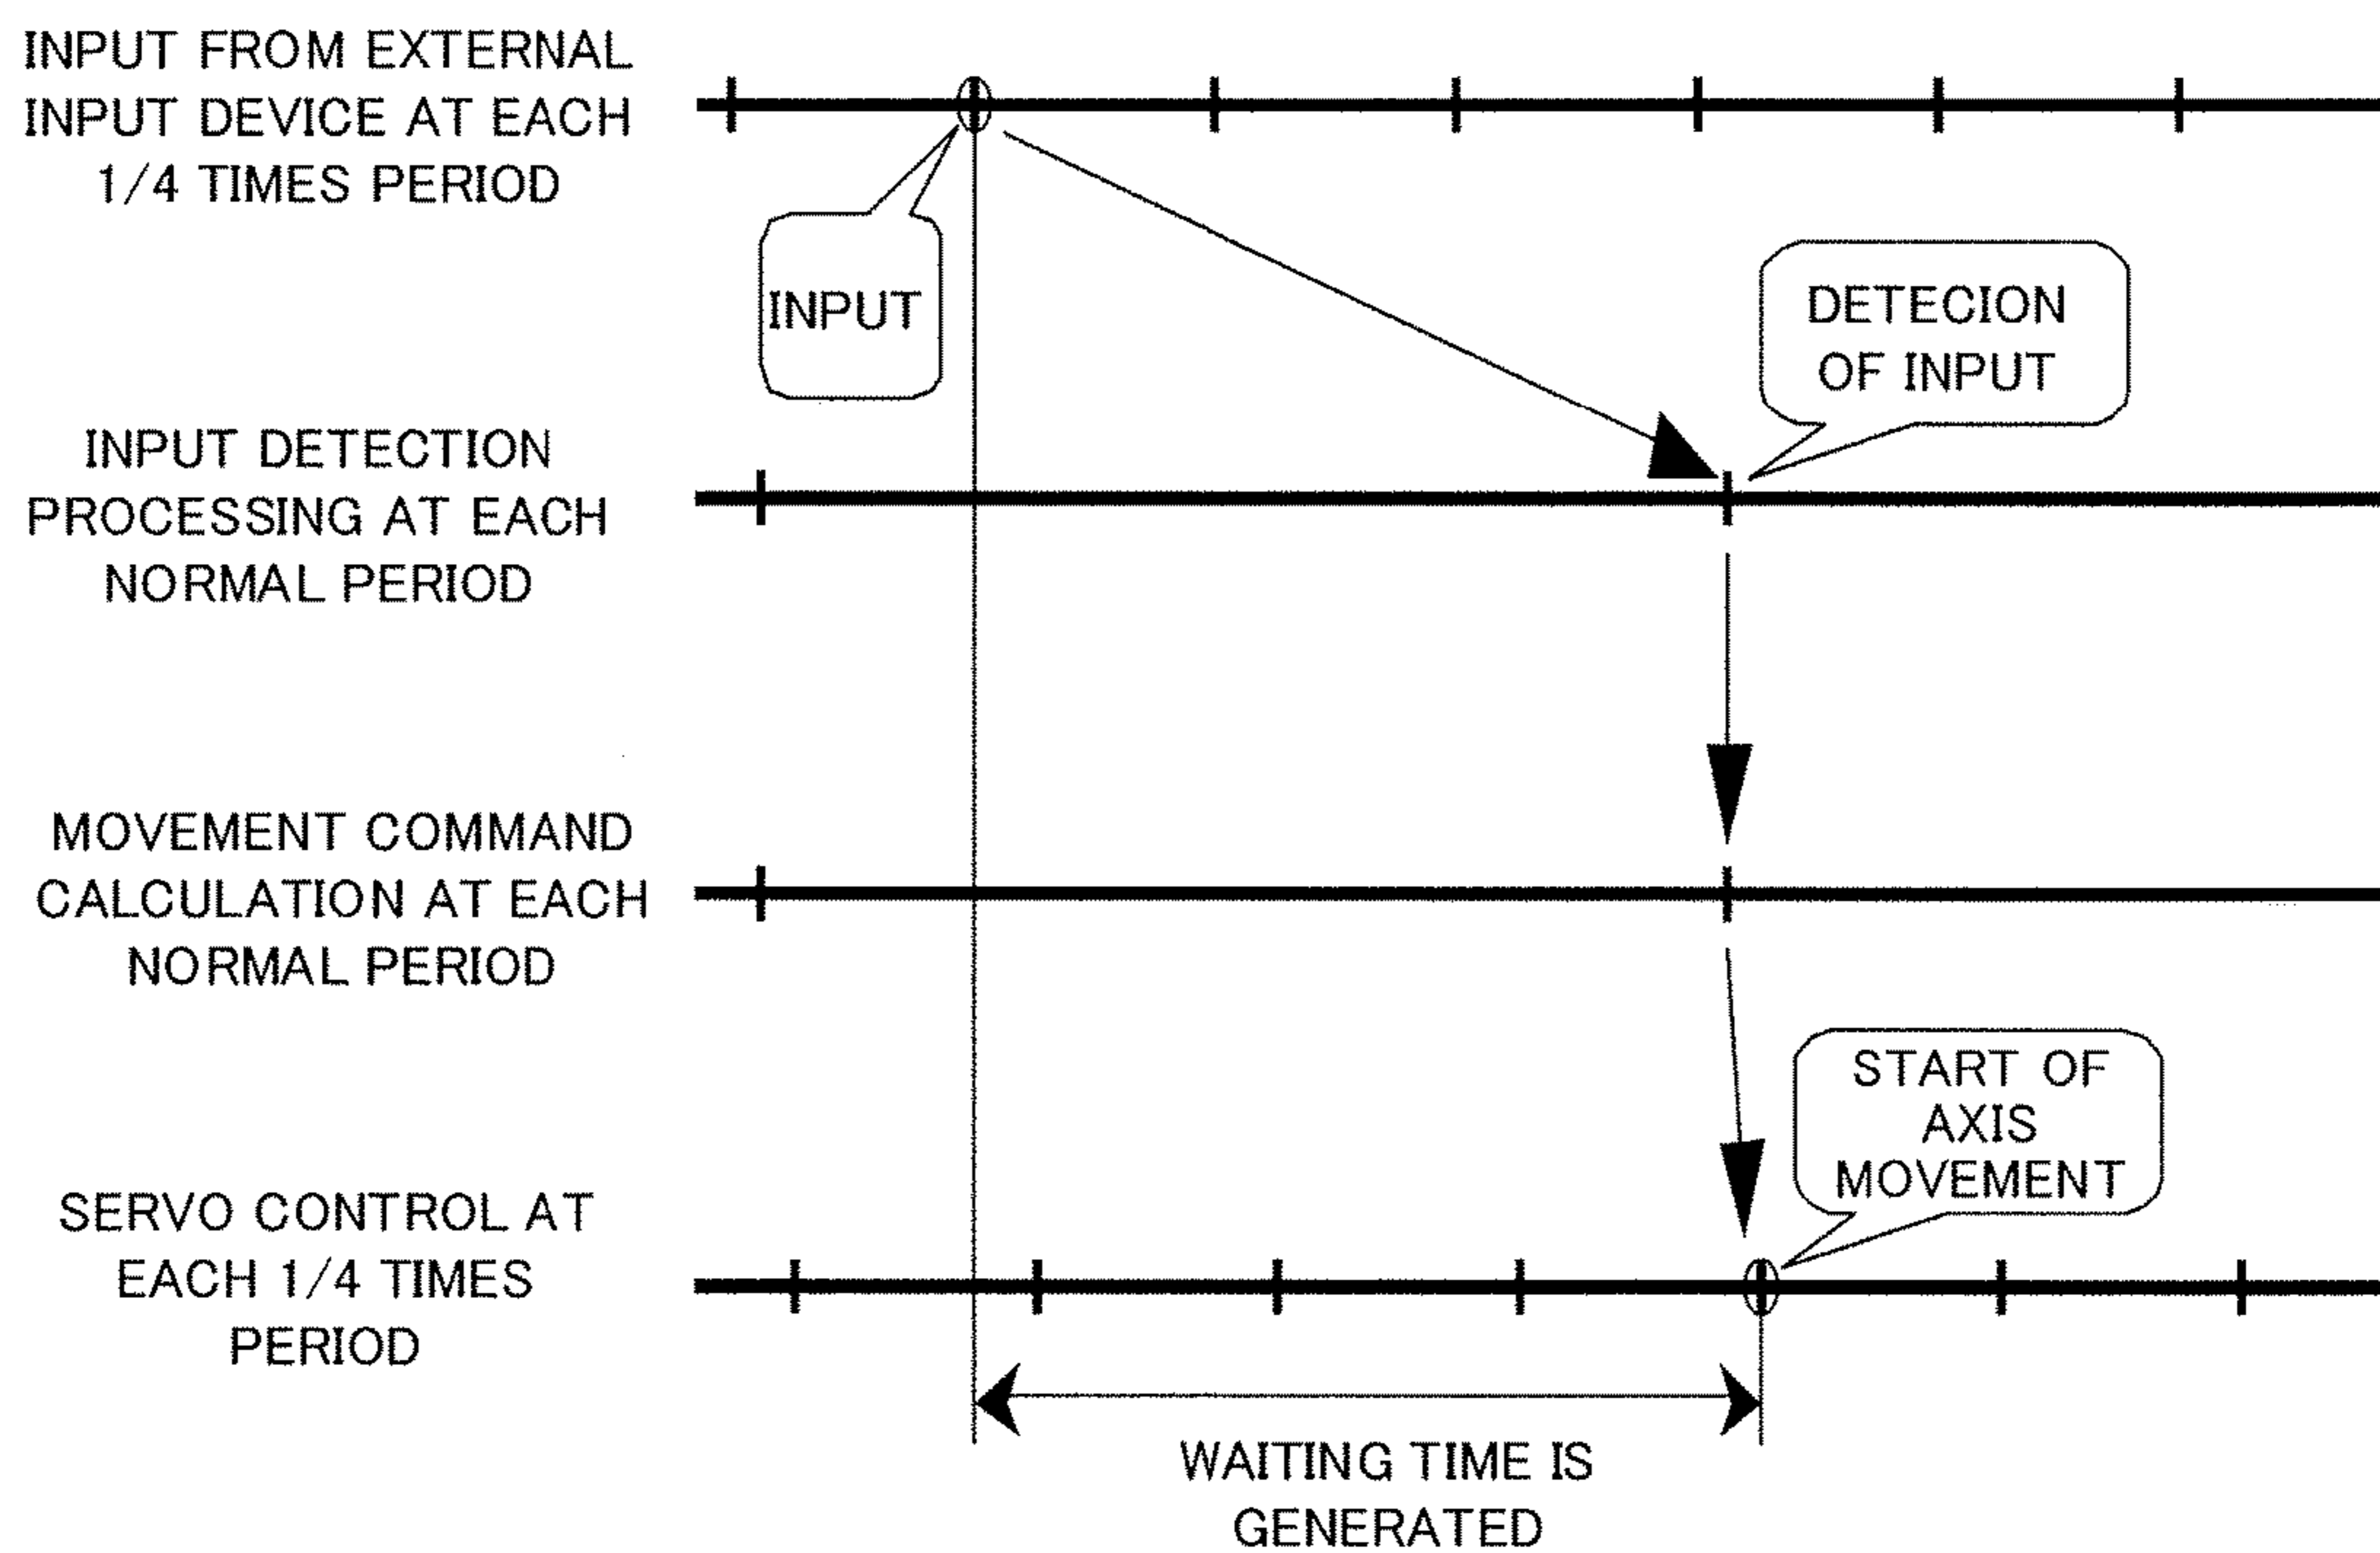 INPUT FROM EXTERNAL
INPUT DEVICE AT EACH
1/4 TIMES PERIOD
INPUT
DETECION
OF INPUT
INPUT DETECTION
PROCESSING AT EACH
NORMAL PERIOD
MOVEMENT COMMAND
CALCULATION AT EACH
NORMAL PERIOD
START OF
AXIS
MOVEMENT
SERVO CONTROL AT
EACH 1/4 TIMES
PERIOD
WAITING TIME IS
GENERATED